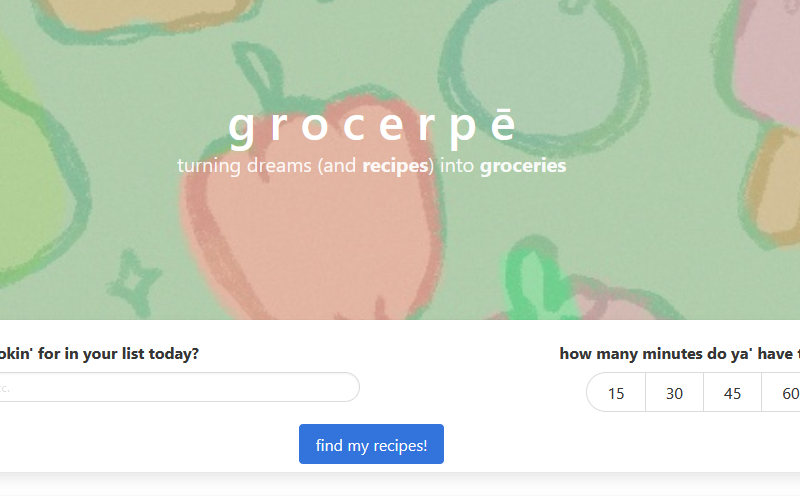 g r o c e r p ē
turning dreams (and recipes) into groceries
okin' for in your list today?
how many minutes do ya' have
15 30 45 60
find my recipes!